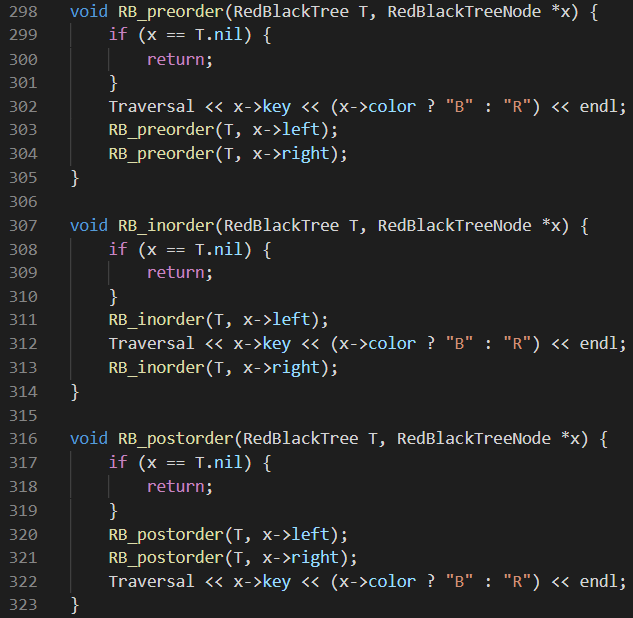 298 void RB_preorder(RedBlackTree T, RedBlackTreeNode *x) {
299     if (x == T.nil) {
300         return;
301     }
302     Traversal << x->key << (x->color ? "B" : "R") << endl;
303     RB_preorder(T, x->left);
304     RB_preorder(T, x->right);
305 }
306
307 void RB_inorder(RedBlackTree T, RedBlackTreeNode *x) {
308     if (x == T.nil) {
309         return;
310     }
311     RB_inorder(T, x->left);
312     Traversal << x->key << (x->color ? "B" : "R") << endl;
313     RB_inorder(T, x->right);
314 }
315
316 void RB_postorder(RedBlackTree T, RedBlackTreeNode *x) {
317     if (x == T.nil) {
318         return;
319     }
320     RB_postorder(T, x->left);
321     RB_postorder(T, x->right);
322     Traversal << x->key << (x->color ? "B" : "R") << endl;
323 }